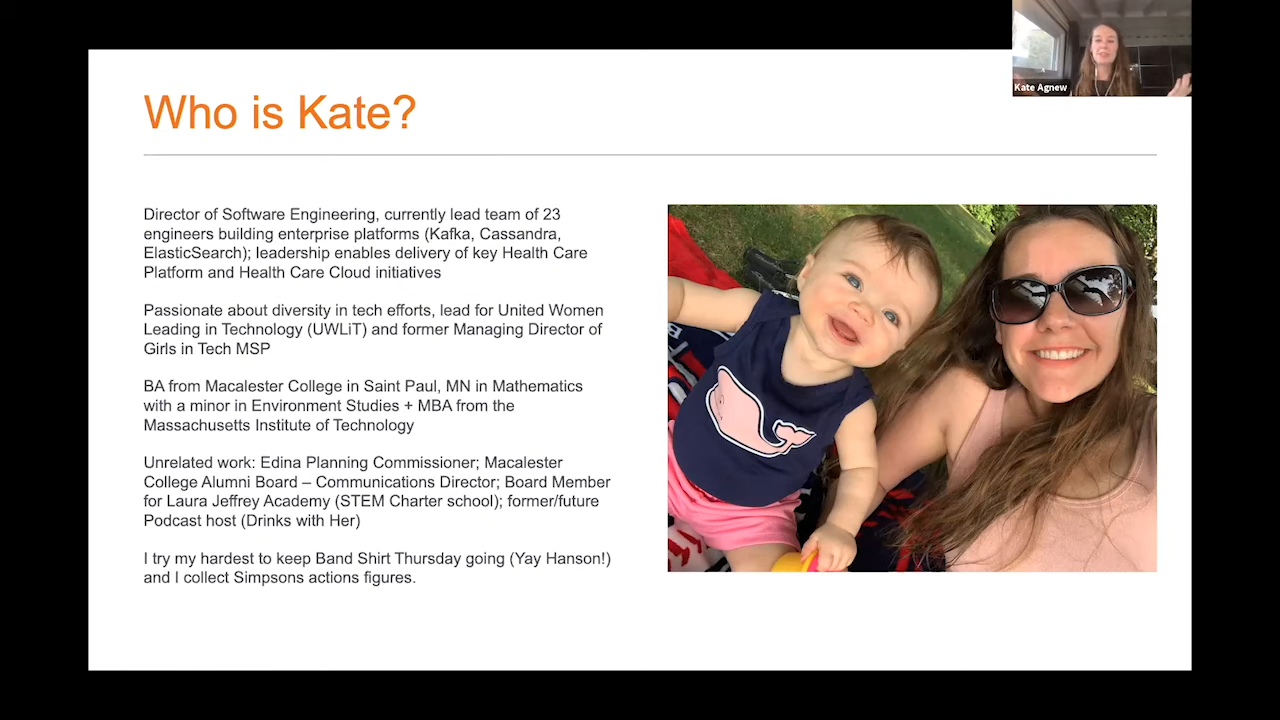 Kate Agnew
Who is Kate?
Director of Software Engineering, currently lead team of 23
engineers building enterprise platforms (Kafka, Cassandra,
ElasticSearch); leadership enables delivery of key Health Care
Platform and Health Care Cloud initiatives
Passionate about diversity in tech efforts, lead for United Women
Leading in Technology (UWLiT) and former Managing Director of
Girls in Tech MSP
BA from Macalester College in Saint Paul, MN in Mathematics
with a minor in Environment Studies + MBA from the
Massachusetts Institute of Technology
Unrelated work: Edina Planning Commissioner; Macalester
College Alumni Board – Communications Director; Board Member
for Laura Jeffrey Academy (STEM Charter school); former/future
Podcast host (Drinks with Her)
I try my hardest to keep Band Shirt Thursday going (Yay Hanson!)
and I collect Simpsons actions figures.